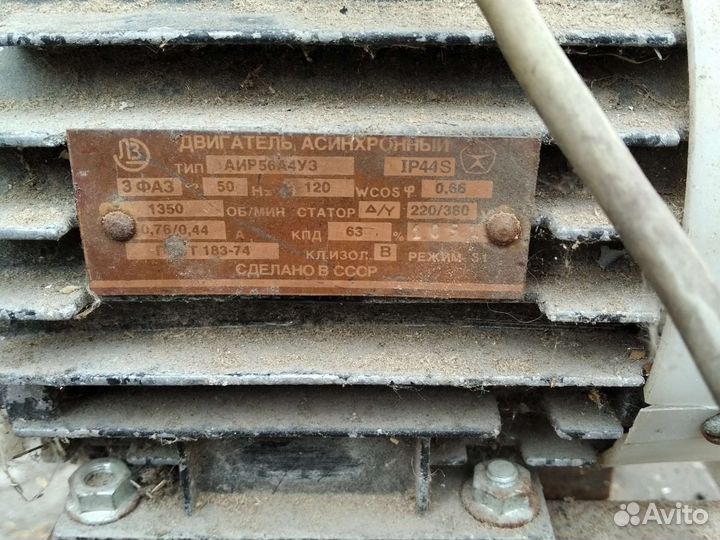 ДВИГАТЕЛЬ АСИНХРОННЫЙ
ТИП АИР56А4У3 IP44S
3 ФАЗ 50 Hz 120 W COS φ 0.66
1350 ОБ/МИН СТАТОР Δ/Y 220/380
0,76/0,44 А КПД 63 %
183-74 КЛ.ИЗОЛ. В РЕЖИМ S1
СДЕЛАНО В СССР
Avito